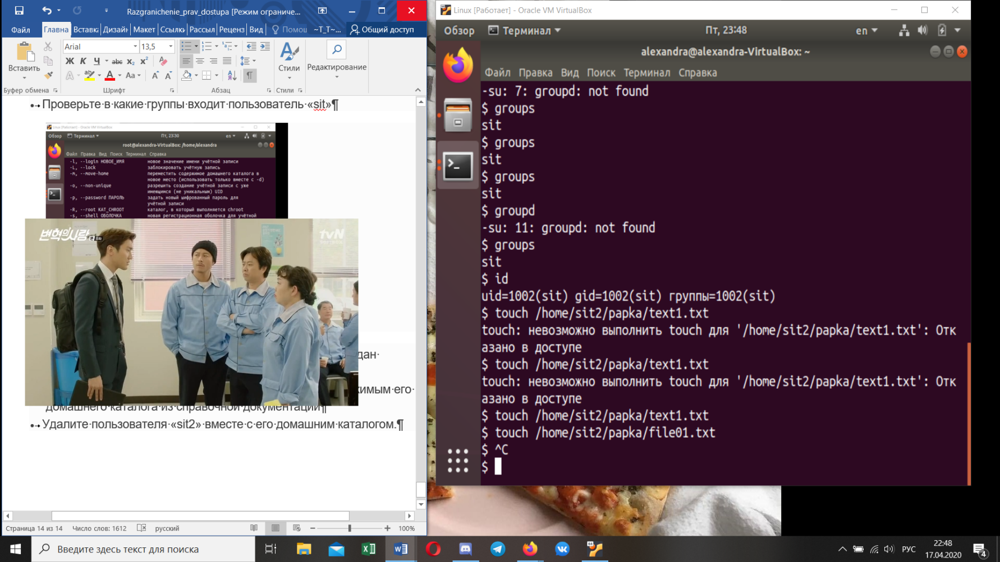 Razgranichenie_prav_dostupa [Режим ограниче...
Файл
Главна
Вставка
Дизайн
Макет
Ссылки
Рассыл
Реценз
Вид
Помощ
~T_T~...
Общий доступ
Вставить
Arial
13,5
Ж К Ч abc x₂ x²
A Aa
Стили
Редактирование
Буфер обмена
Шрифт
Абзац
Стили
Проверьте·в·какие·группы·входит·пользователь·«sit»¶
Linux [Работает] - Oracle VM VirtualBox
Обзор Терминал Пт, 23:30 en
root@alexandra-VirtualBox: /home/alexandra
Файл Правка Вид Поиск Терминал Справка
-l, --login НОВОЕ_ИМЯ новое значение имени учётной записи
-L, --lock заблокировать учётную запись
-m, --move-home переместить содержимое домашнего каталога в
новое место (использовать только вместе с -d)
-o, --non-unique разрешить создание учётной записи с уже
имеющимся (не уникальным) UID
-p, --password ПАРОЛЬ задать новый шифрованный пароль для
учётной записи
-R, --root КАТ_CHROOT каталог, в который выполняется chroot
-s, --shell ОБОЛОЧКА новая регистрационная оболочка для учётной
변혁의 사랑 8회
tvN
дан·
кимым·его·
домашнего·каталога·из·справочной·документации¶
Удалите·пользователя·«sit2»·вместе·с·его·домашним·каталогом.¶
Страница 14 из 14 Число слов: 1612 русский 100%
Linux [Работает] - Oracle VM VirtualBox
Обзор Терминал Пт, 23:48 en
alexandra@alexandra-VirtualBox: ~
Файл Правка Вид Поиск Терминал Справка
-su: 7: groupd: not found
$ groups
sit
$ groups
sit
$ groups
sit
$ groupd
-su: 11: groupd: not found
$ groups
sit
$ id
uid=1002(sit) gid=1002(sit) группы=1002(sit)
$ touch /home/sit2/papka/text1.txt
touch: невозможно выполнить touch для '/home/sit2/papka/text1.txt': Отк
азано в доступе
$ touch /home/sit2/papka/text1.txt
touch: невозможно выполнить touch для '/home/sit2/papka/text1.txt': Отк
азано в доступе
$ touch /home/sit2/papka/text1.txt
$ touch /home/sit2/papka/file01.txt
$ ^C
$
Введите здесь текст для поиска
РУС
22:48
17.04.2020
4